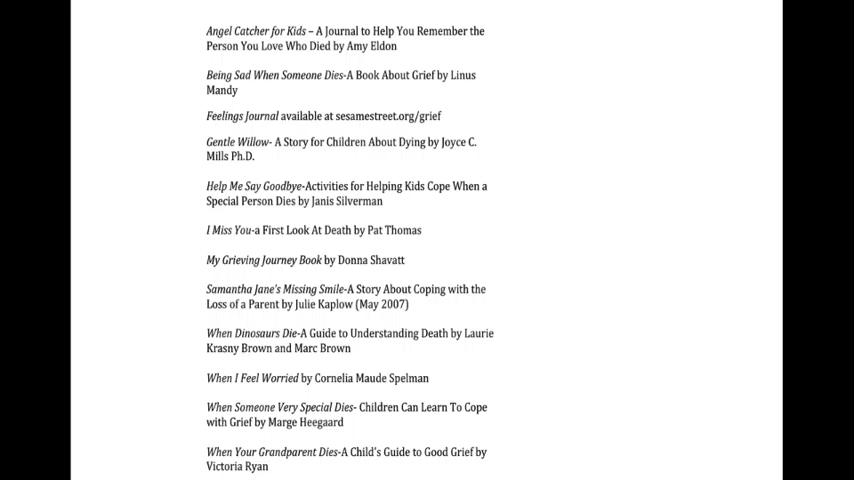 Angel Catcher for Kids – A Journal to Help You Remember the
Person You Love Who Died by Amy Eldon
Being Sad When Someone Dies-A Book About Grief by Linus
Mandy
Feelings Journal available at sesamestreet.org/grief
Gentle Willow- A Story for Children About Dying by Joyce C.
Mills Ph.D.
Help Me Say Goodbye-Activities for Helping Kids Cope When a
Special Person Dies by Janis Silverman
I Miss You-a First Look At Death by Pat Thomas
My Grieving Journey Book by Donna Shavatt
Samantha Jane's Missing Smile-A Story About Coping with the
Loss of a Parent by Julie Kaplow (May 2007)
When Dinosaurs Die-A Guide to Understanding Death by Laurie
Krasny Brown and Marc Brown
When I Feel Worried by Cornelia Maude Spelman
When Someone Very Special Dies- Children Can Learn To Cope
with Grief by Marge Heegaard
When Your Grandparent Dies-A Child's Guide to Good Grief by
Victoria Ryan